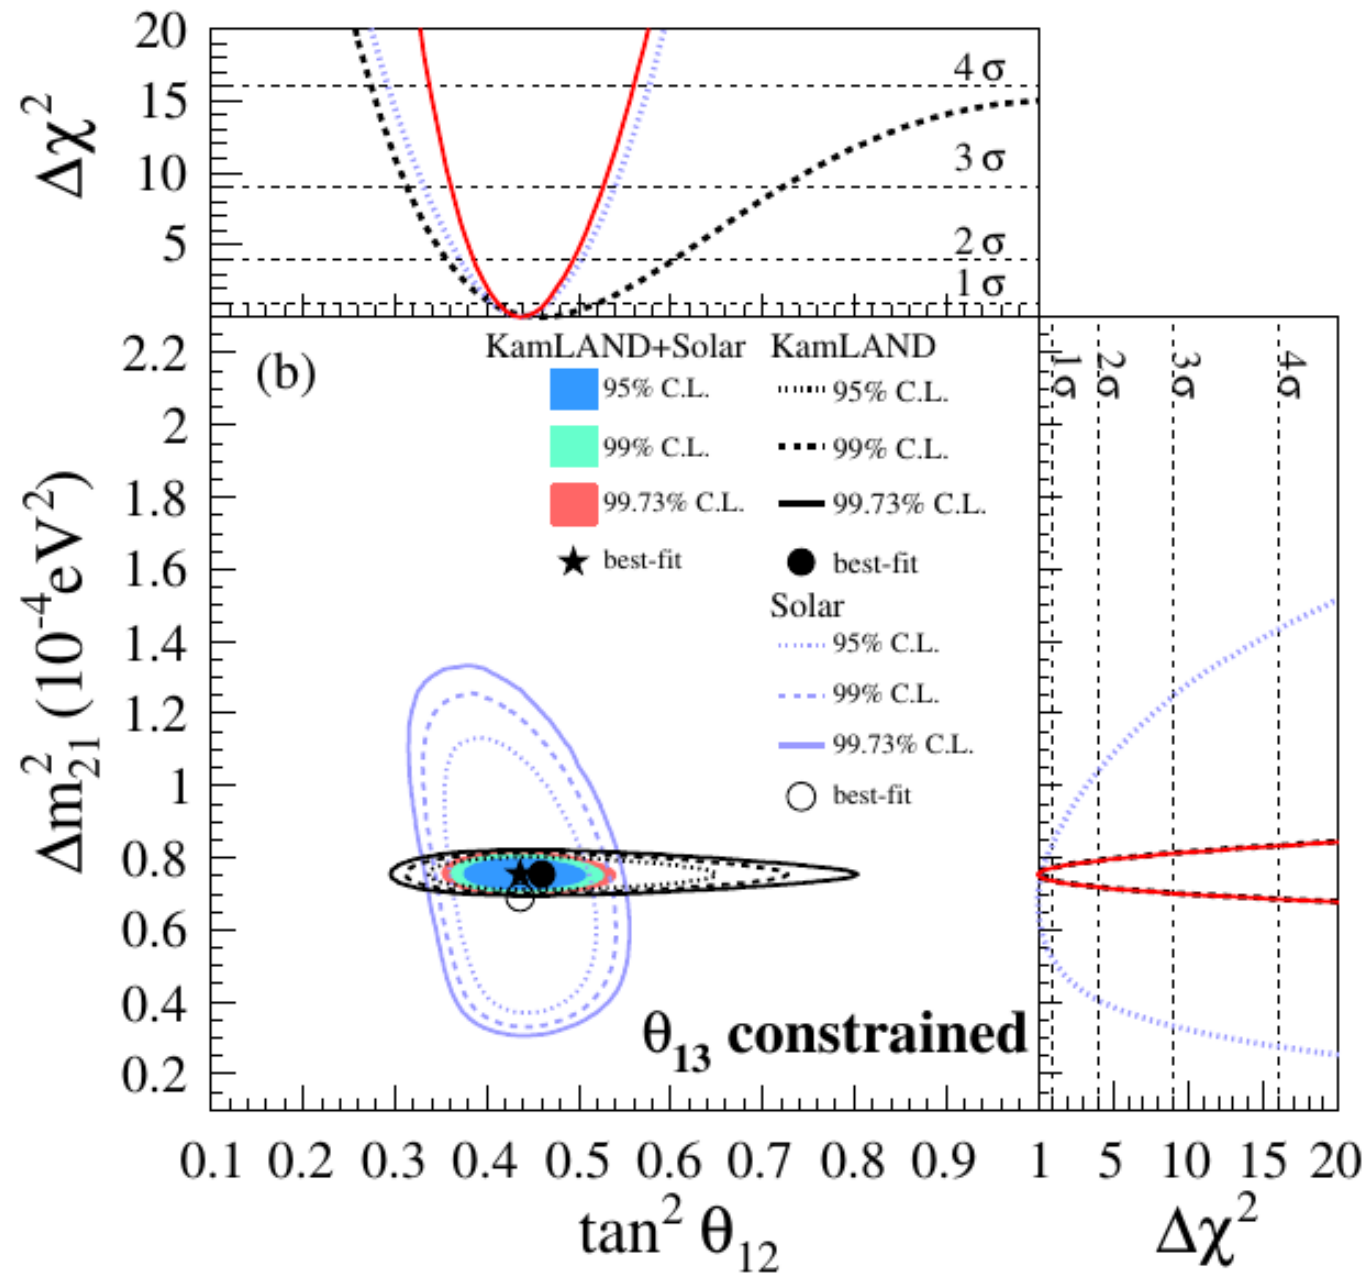 20
15
10
5
Δχ²
4 σ
3 σ
2 σ
1 σ
(b)
KamLAND+Solar
95% C.L.
99% C.L.
99.73% C.L.
best-fit
KamLAND
95% C.L.
99% C.L.
99.73% C.L.
best-fit
Solar
95% C.L.
99% C.L.
99.73% C.L.
best-fit
1σ
2σ
3σ
4σ
2.2
2
1.8
1.6
1.4
1.2
1
0.8
0.6
0.4
0.2
Δm²₂₁ (10⁻⁴eV²)
θ₁₃ constrained
0.1 0.2 0.3 0.4 0.5 0.6 0.7 0.8 0.9 1 5 10 15 20
tan² θ₁₂
Δχ²